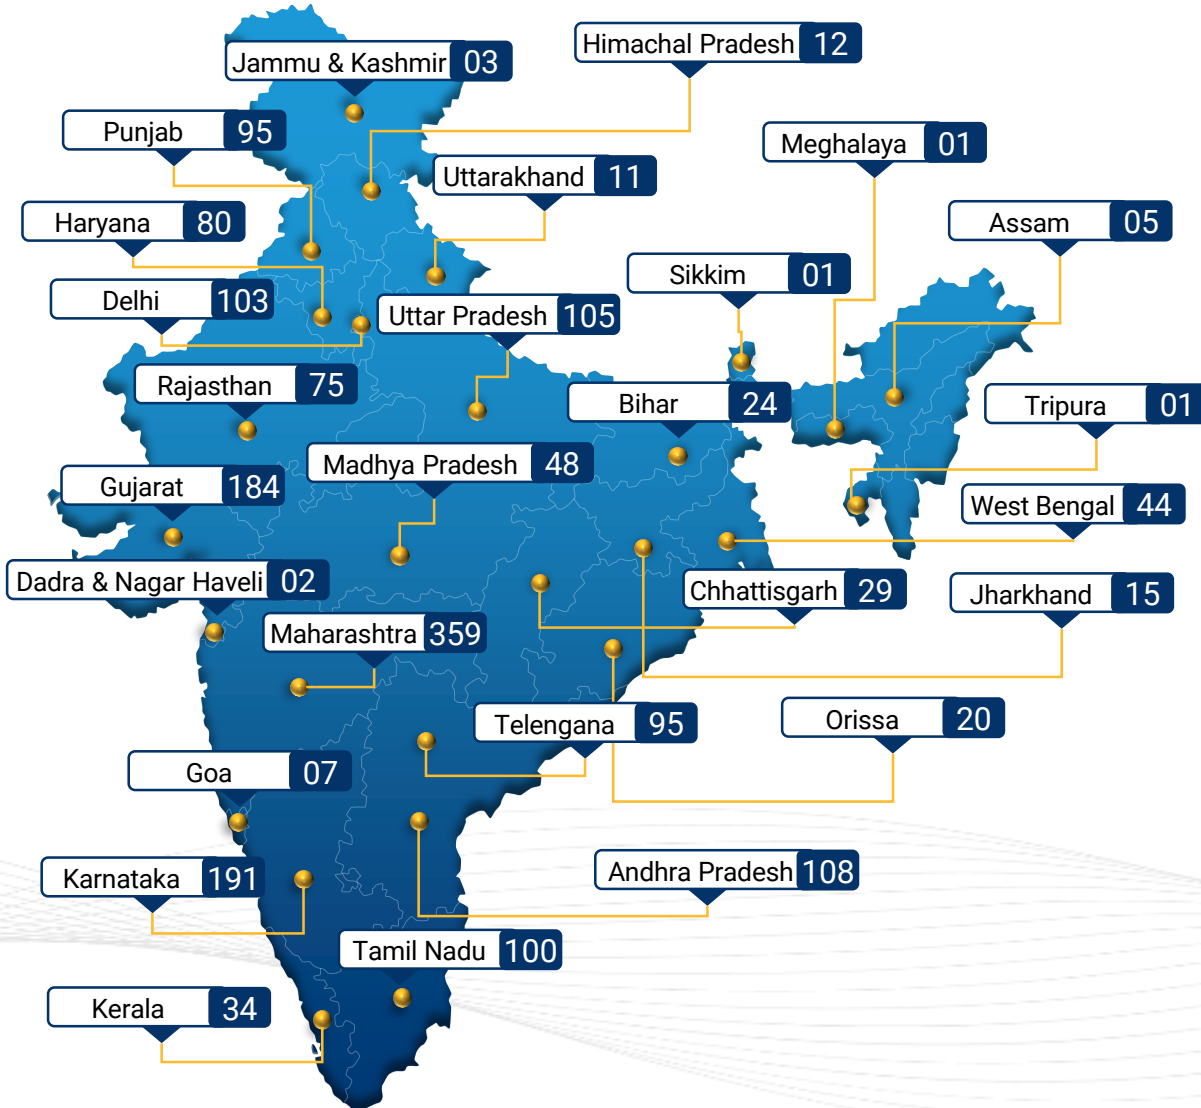 Himachal Pradesh 12
Jammu & Kashmir 03
Punjab 95
Meghalaya 01
Uttarakhand 11
Haryana 80
Assam 05
Sikkim 01
Delhi 103
Uttar Pradesh 105
Rajasthan 75
Bihar 24
Tripura 01
Madhya Pradesh 48
Gujarat 184
West Bengal 44
Dadra & Nagar Haveli 02
Chhattisgarh 29
Jharkhand 15
Maharashtra 359
Telengana 95
Orissa 20
Goa 07
Karnataka 191
Andhra Pradesh 108
Tamil Nadu 100
Kerala 34